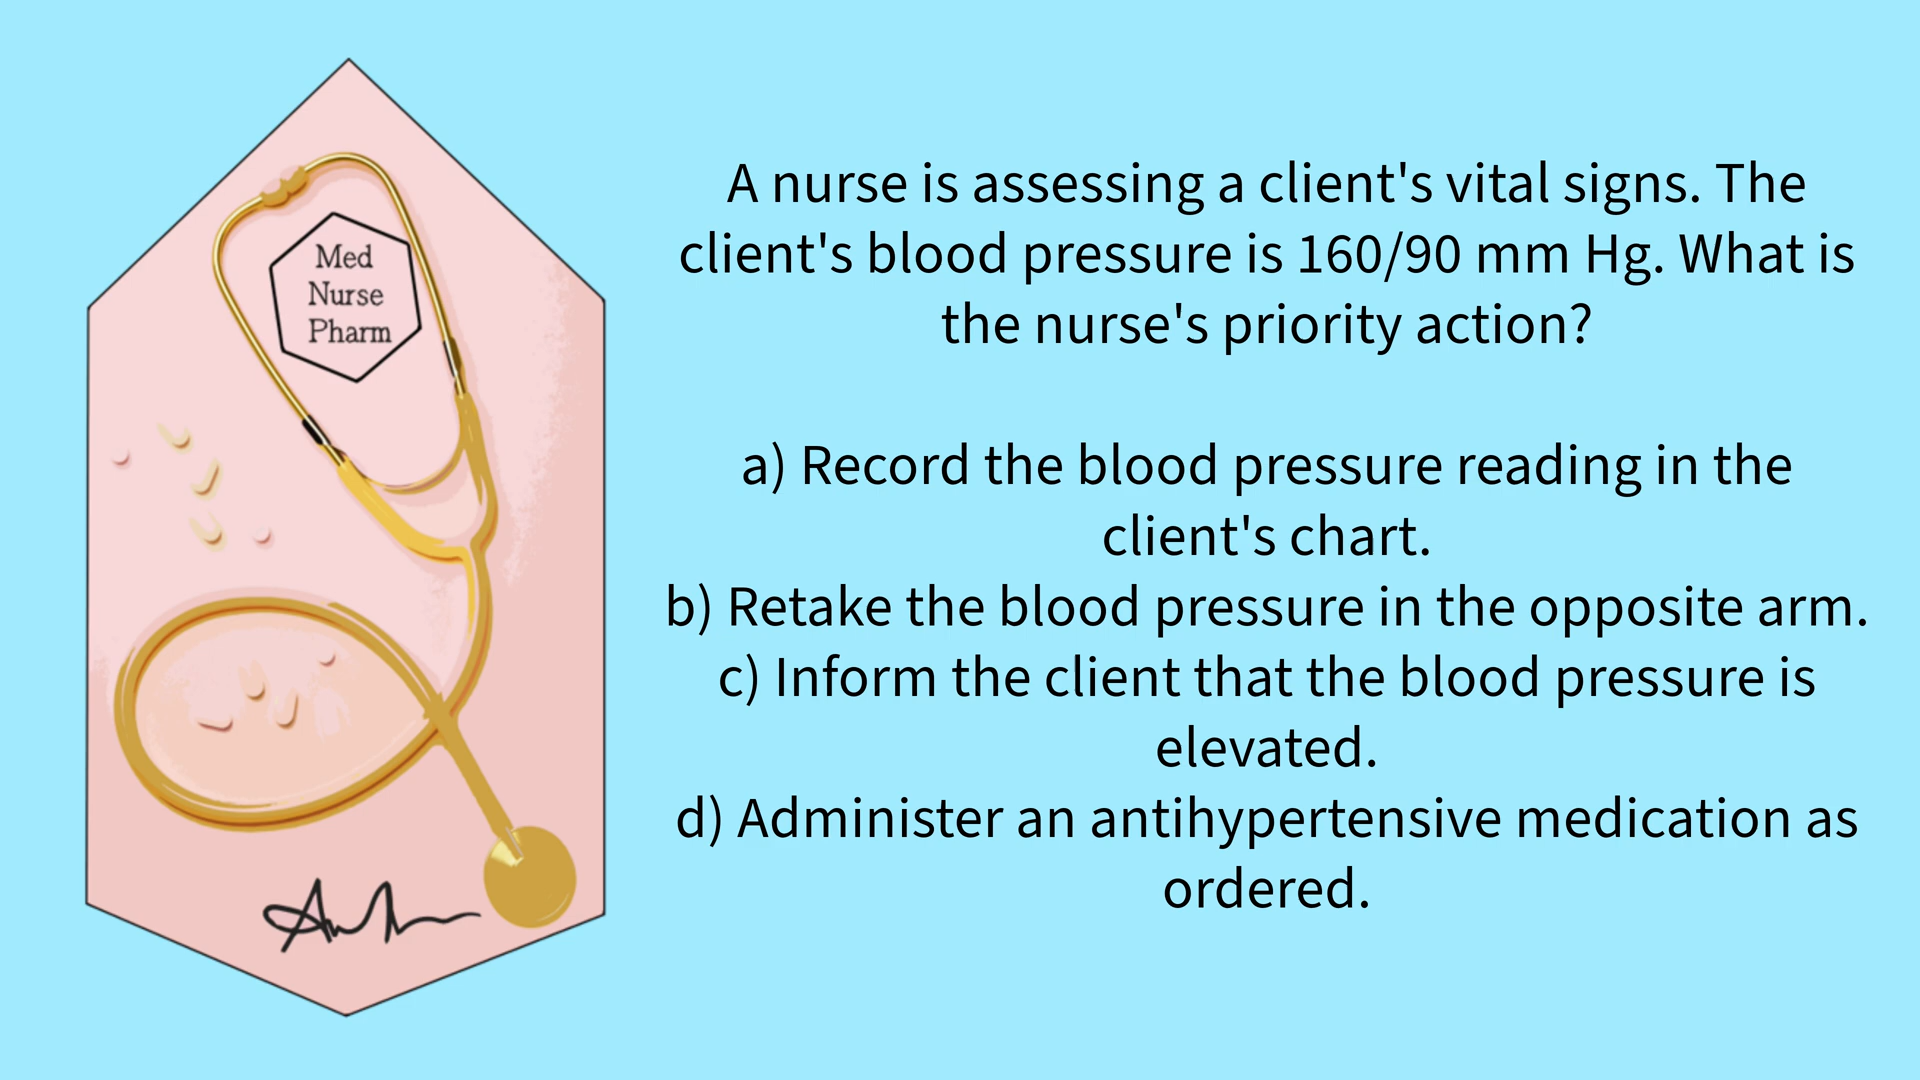 Med
Nurse
Pharm
A nurse is assessing a client's vital signs. The
client's blood pressure is 160/90 mm Hg. What is
the nurse's priority action?
a) Record the blood pressure reading in the
client's chart.
b) Retake the blood pressure in the opposite arm.
c) Inform the client that the blood pressure is
elevated.
d) Administer an antihypertensive medication as
ordered.